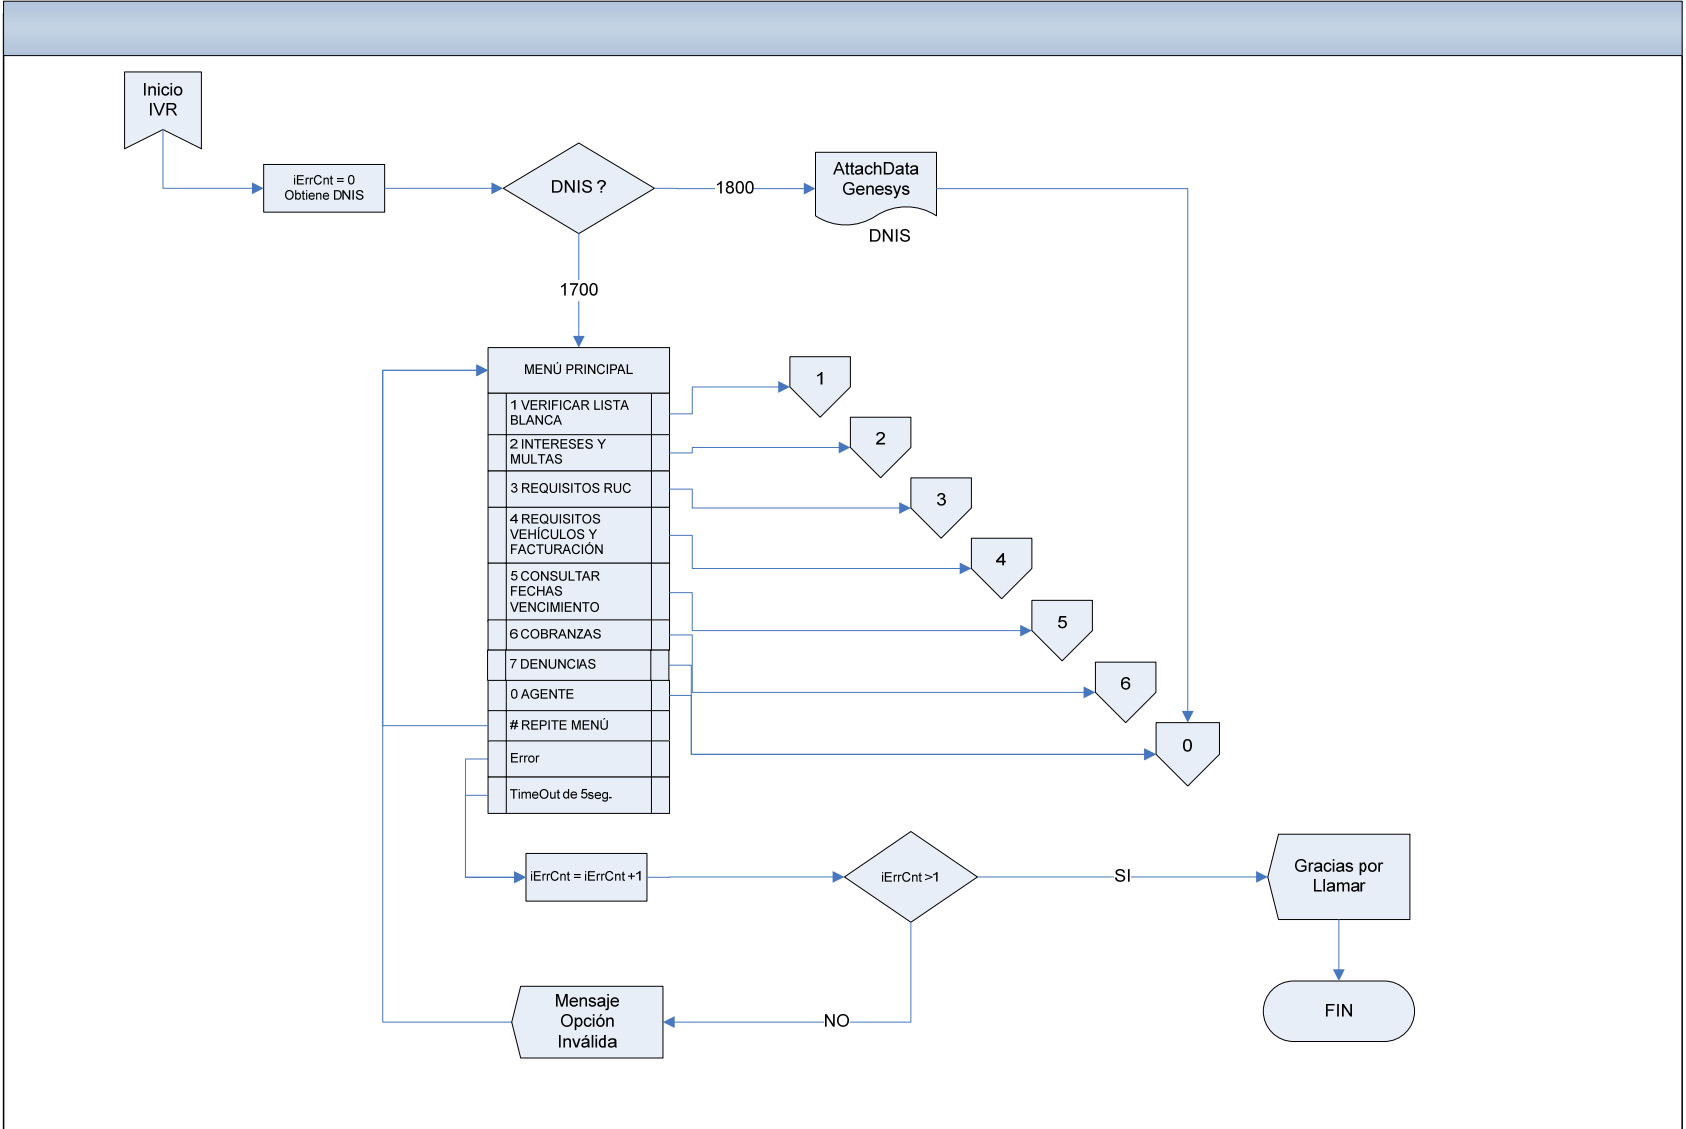 Inicio
IVR
iErrCnt = 0
Obtiene DNIS
DNIS ?
1800
AttachData
Genesys
DNIS
1700
MENÚ PRINCIPAL
1 VERIFICAR LISTA
BLANCA
2 INTERESES Y
MULTAS
3 REQUISITOS RUC
4 REQUISITOS
VEHÍCULOS Y
FACTURACIÓN
5 CONSULTAR
FECHAS
VENCIMIENTO
6 COBRANZAS
7 DENUNCIAS
0 AGENTE
# REPITE MENÚ
Error
TimeOut de 5seg.
1
2
3
4
5
6
0
iErrCnt = iErrCnt +1
iErrCnt >1
SI
Gracias por
Llamar
NO
Mensaje
Opción
Inválida
FIN